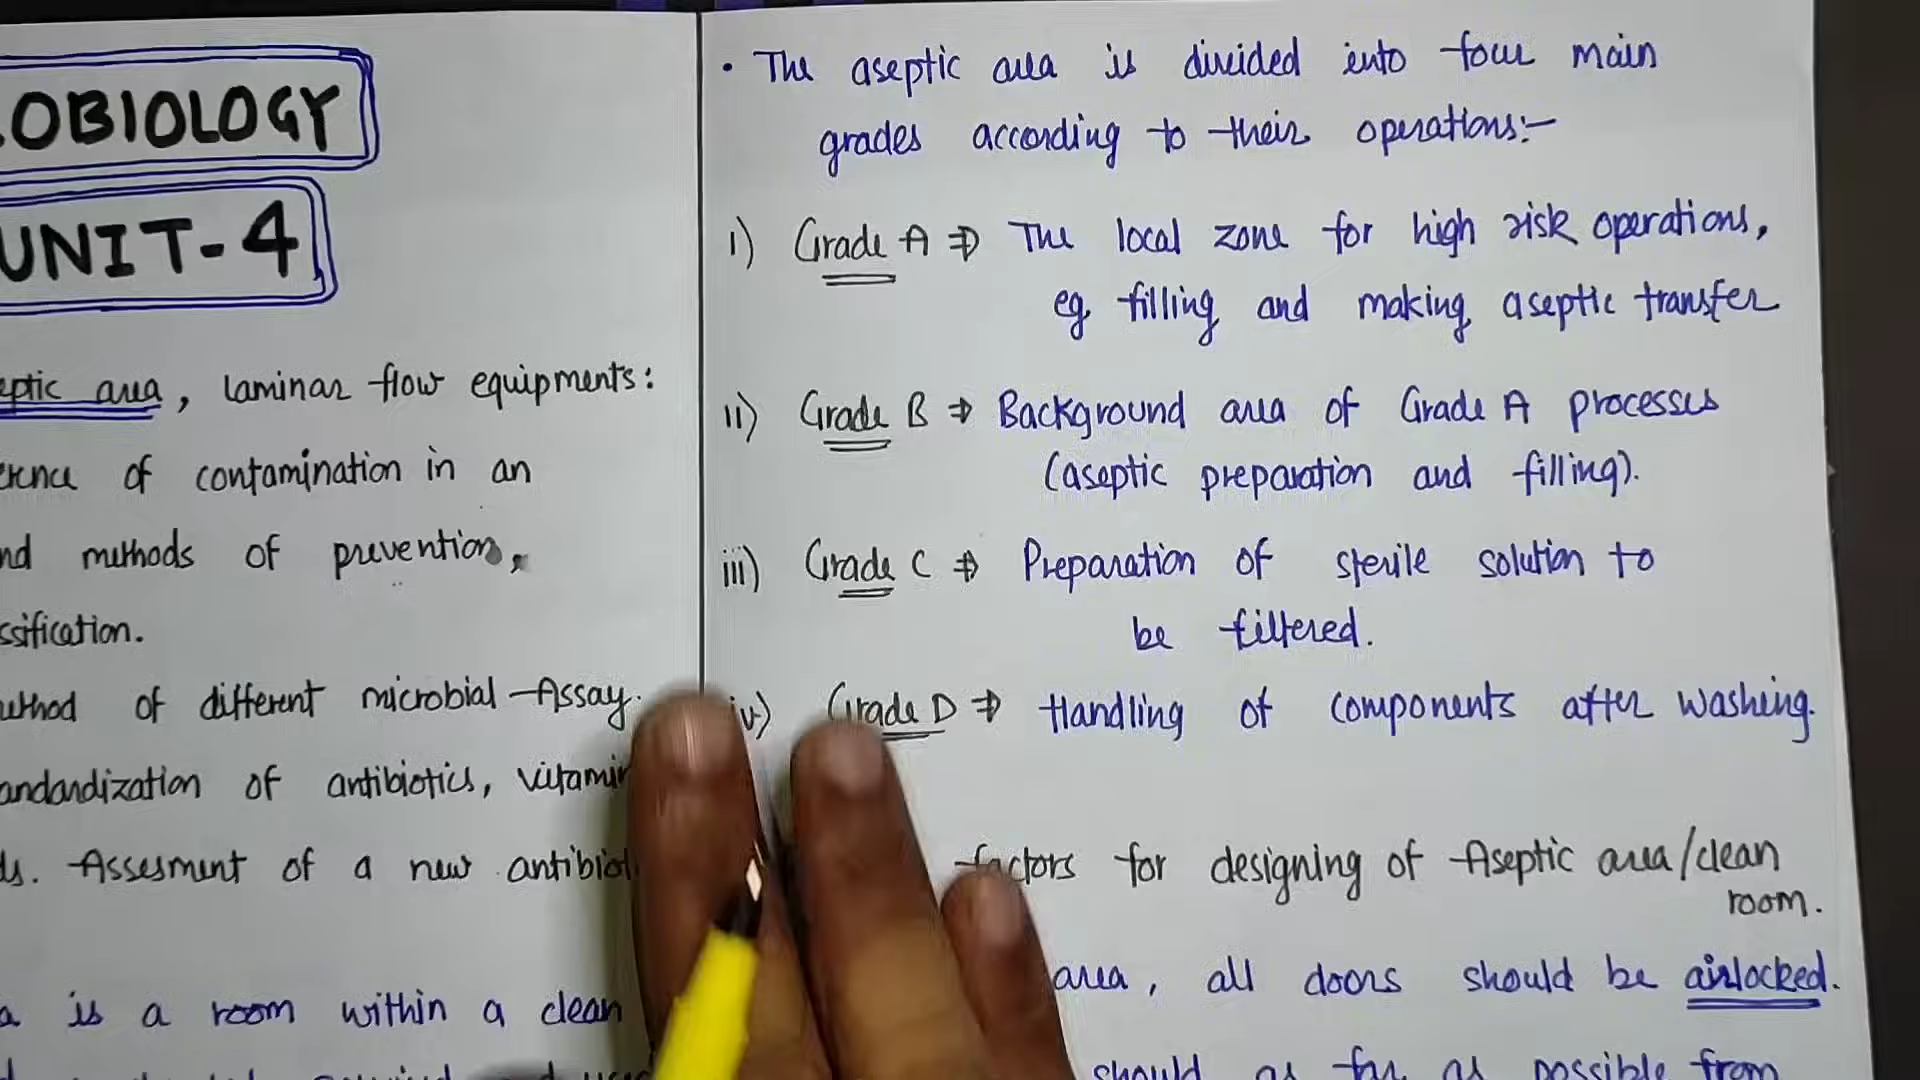 OBIOLOGY
UNIT-4
eptic area, laminar flow equipments:
of contamination in an
nd methods of prevention,
ssification.
of different microbial Assay.
andardization of antibiotics, vitamin
ds. Assesment of a new antibiot
is a room within a clean
• The aseptic area is divided into four main
grades according to their operations:-
i) Grade A ⇒ The local zone for high risk operations,
eg. filling and making aseptic transfer
ii) Grade B ⇒ Background area of Grade A processes
(aseptic preparation and filling).
iii) Grade C ⇒ Preparation of sterile solution to
be filtered.
iv) Grade D ⇒ Handling of components after washing.
factors for designing of Aseptic area/clean
room.
area, all doors should be airlocked.
should as far as possible from